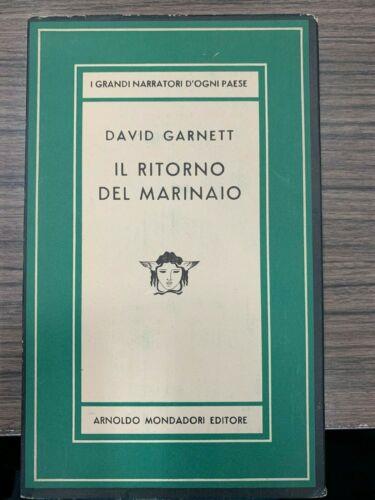 I GRANDI NARRATORI D'OGNI PAESE
DAVID GARNETT
IL RITORNO
DEL MARINAIO
ARNOLDO MONDADORI EDITORE